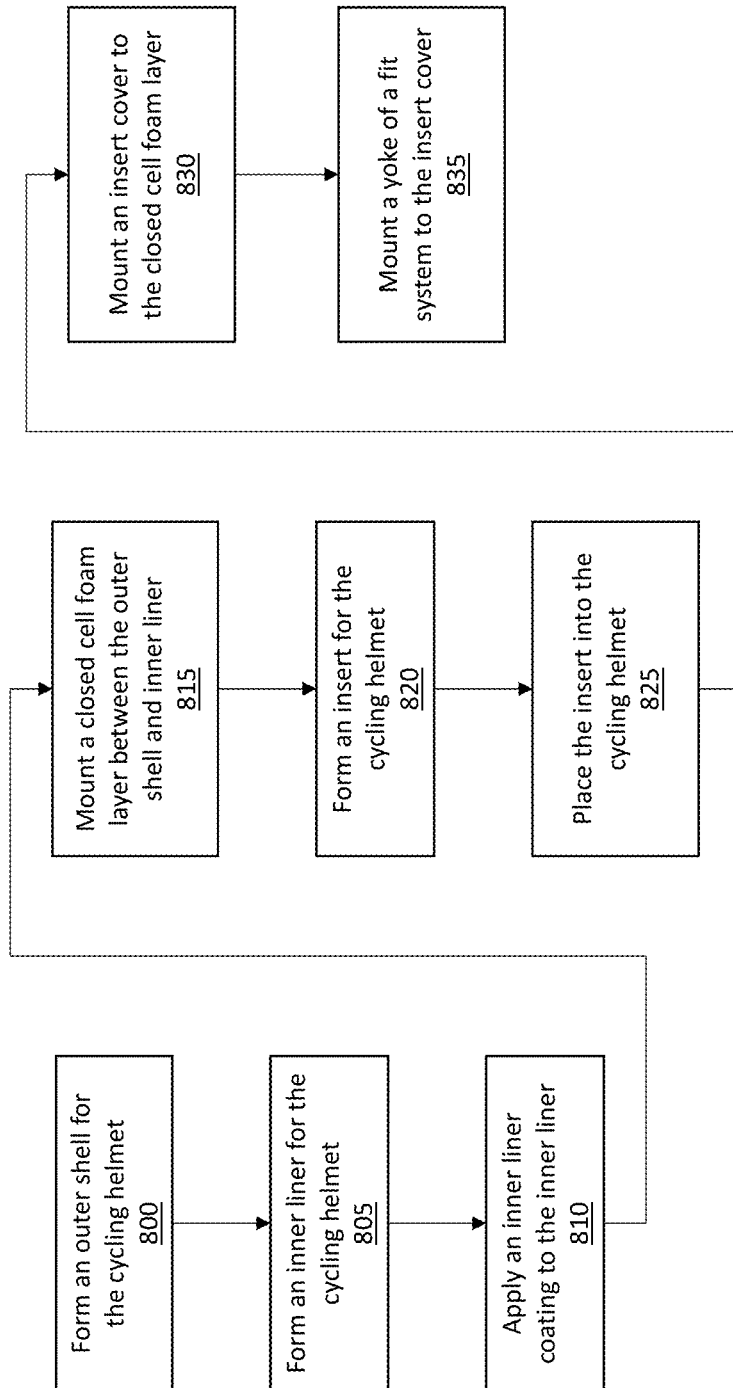 Form an outer shell for
the cycling helmet
800
Form an inner liner for the
cycling helmet
805
Apply an inner liner
coating to the inner liner
810
Mount a closed cell foam
layer between the outer
shell and inner liner
815
Form an insert for the
cycling helmet
820
Place the insert into the
cycling helmet
825
Mount an insert cover to
the closed cell foam layer
830
Mount a yoke of a fit
system to the insert cover
835